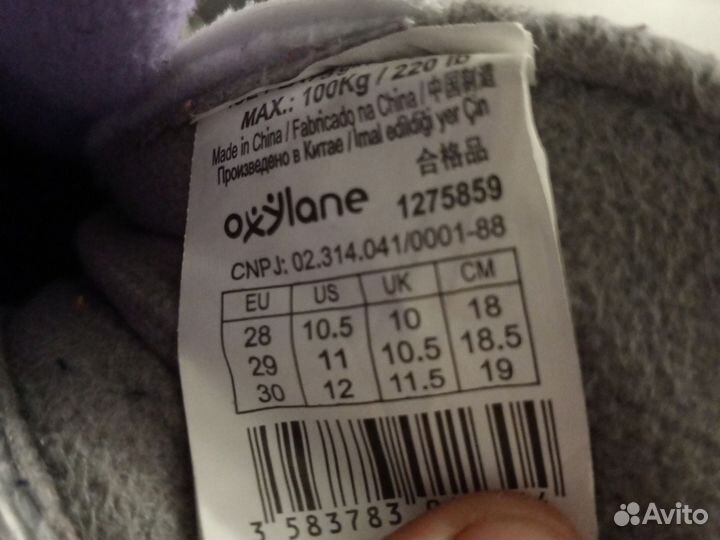 MAX.: 100Kg / 220 lb
Made in China / Fabricado na China / 中国制造
Произведено в Китае / İmal edildiği yer Çin
合格品
oxylane 1275859
CNPJ: 02.314.041/0001-88
EU US UK CM
28 10.5 10 18
29 11 10.5 18.5
30 12 11.5 19
3 583783
Avito